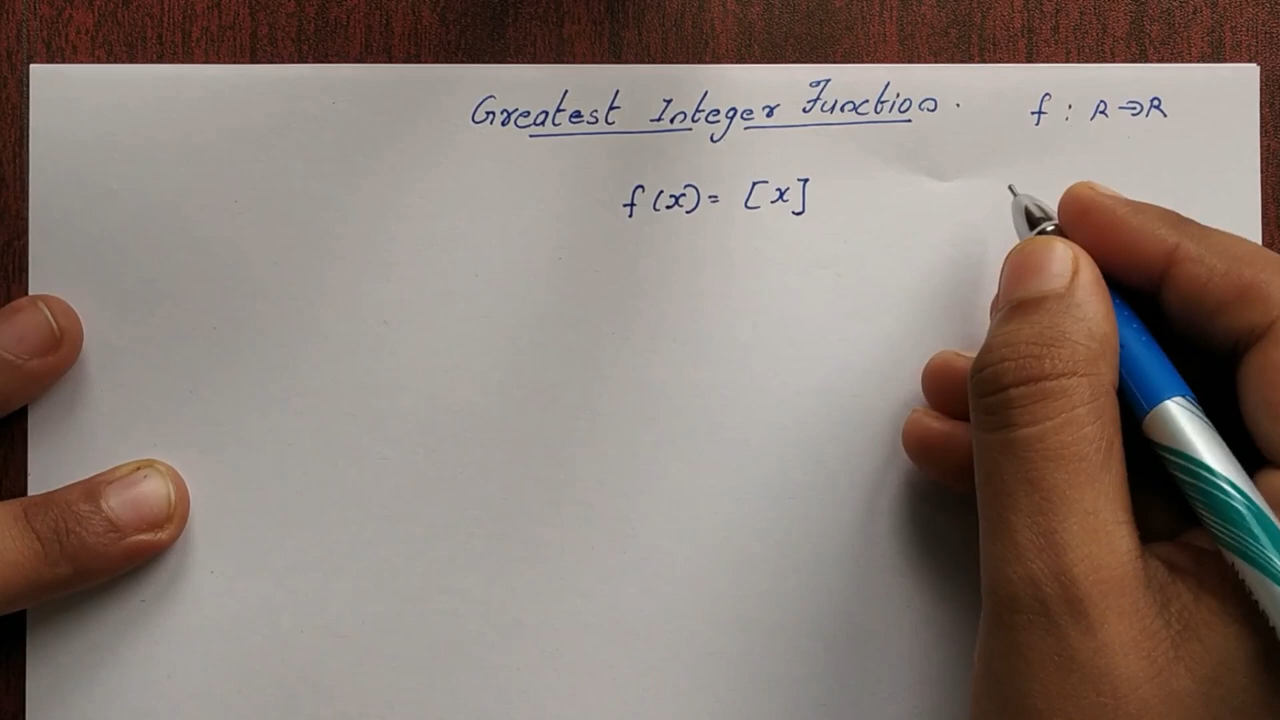 Greatest Integer Function. f : R→R
f(x) = [x]